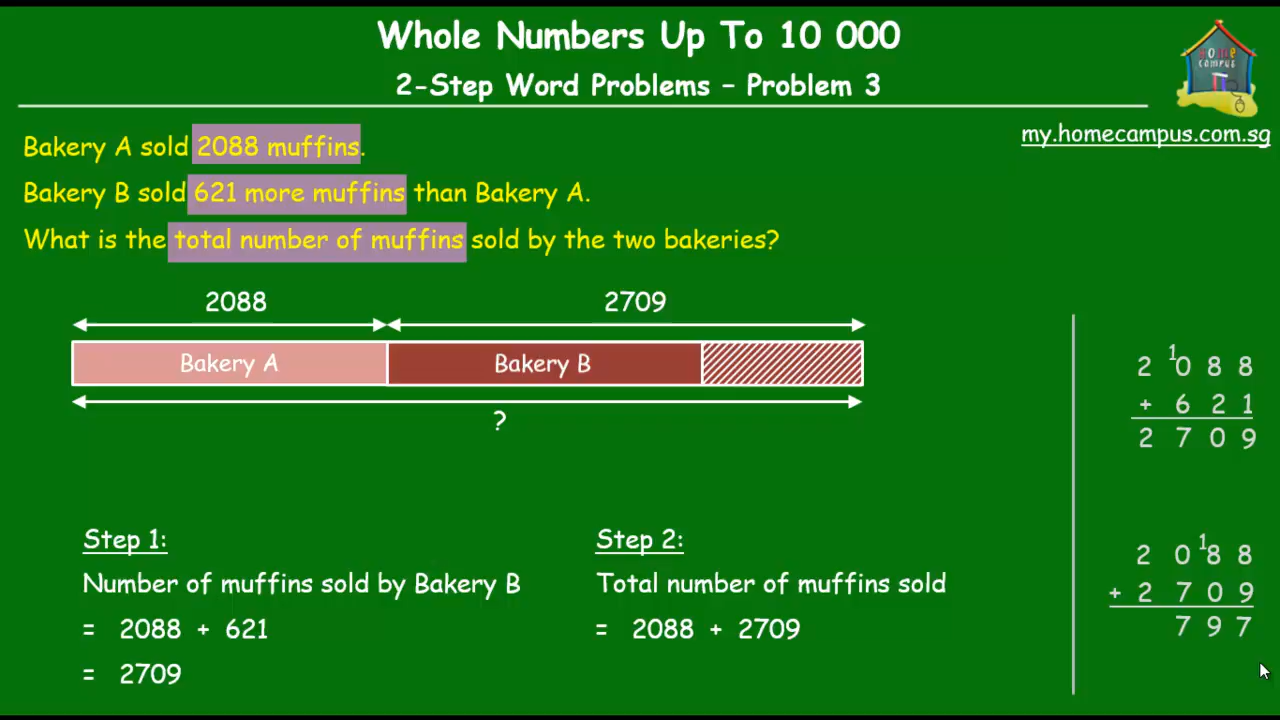 Whole Numbers Up To 10 000
2-Step Word Problems – Problem 3
Home
campus
my.homecampus.com.sg
Bakery A sold 2088 muffins.
Bakery B sold 621 more muffins than Bakery A.
What is the total number of muffins sold by the two bakeries?
2088 2709
Bakery A Bakery B
?
Step 1:
Number of muffins sold by Bakery B
= 2088 + 621
= 2709
Step 2:
Total number of muffins sold
= 2088 + 2709
1
2 0 8 8
+ 6 2 1
2 7 0 9
1
2 0 8 8
+ 2 7 0 9
7 9 7